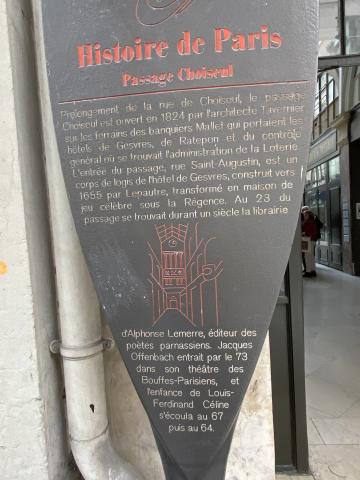 Histoire de Paris
Passage Choiseul
Prolongement de la rue de Choiseul, le passage
Choiseul est ouvert en 1824 par l'architecte Tavernier
sur les terrains des banquiers Mallet qui portaient les
hôtels de Gesvres, de Ratepon et du contrôle
général où se trouvait l'administration de la Loterie.
L'entrée du passage, rue Saint-Augustin, est un
corps de logis de l'hôtel de Gesvres, construit vers
1655 par Lepautre, transformé en maison de
jeu célèbre sous la Régence. Au 23 du
passage se trouvait durant un siècle la librairie
d'Alphonse Lemerre, éditeur des
poètes parnassiens. Jacques
Offenbach entrait par le 73
dans son théâtre des
Bouffes-Parisiens, et
l'enfance de Louis-
Ferdinand Céline
s'écoula au 67
puis au 64.